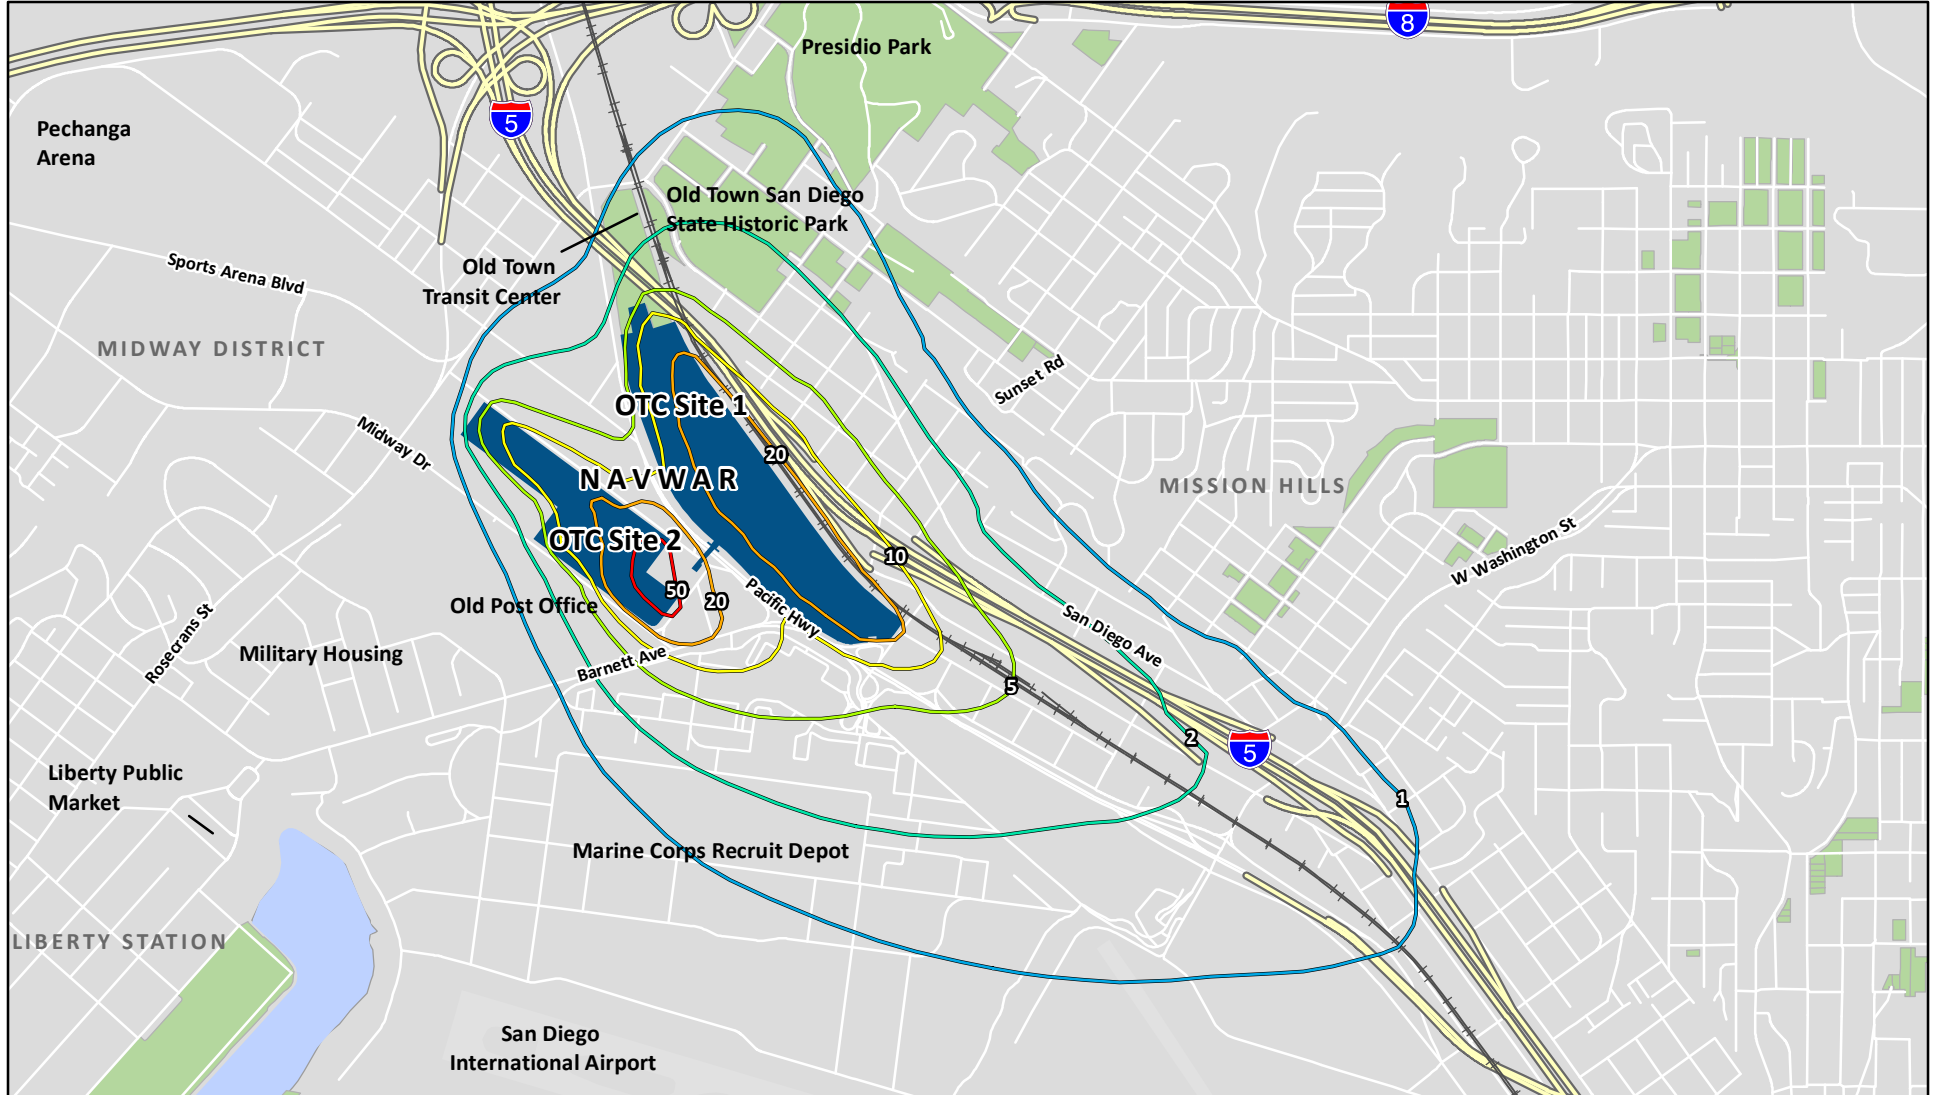 8
Presidio Park
5
Pechanga
Arena
Old Town San Diego
State Historic Park
Old Town
Transit Center
Sports Arena Blvd
MIDWAY DISTRICT
Sunset Rd
OTC Site 1
Midway Dr
20
NAVWAR
MISSION HILLS
OTC Site 2
10
W Washington St
50
20
Old Post Office
Pacific Hwy
San Diego Ave
Rosecrans St
Military Housing
Barnett Ave
5
2
5
Liberty Public
Market
1
Marine Corps Recruit Depot
LIBERTY STATION
San Diego
International Airport